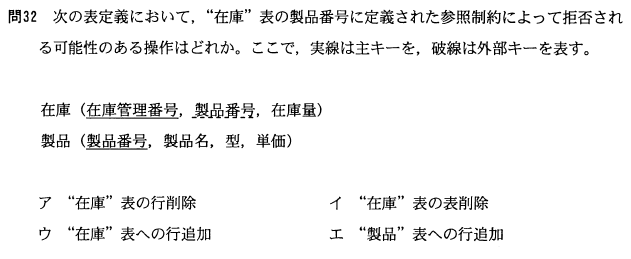 問32 次の表定義において，“在庫”表の製品番号に定義された参照制約によって拒否され
る可能性のある操作はどれか。ここで，実線は主キーを，破線は外部キーを表す。
在庫（在庫管理番号，製品番号，在庫量）
製品（製品番号，製品名，型，単価）
ア “在庫”表の行削除 イ “在庫”表の表削除
ウ “在庫”表への行追加 エ “製品”表への行追加